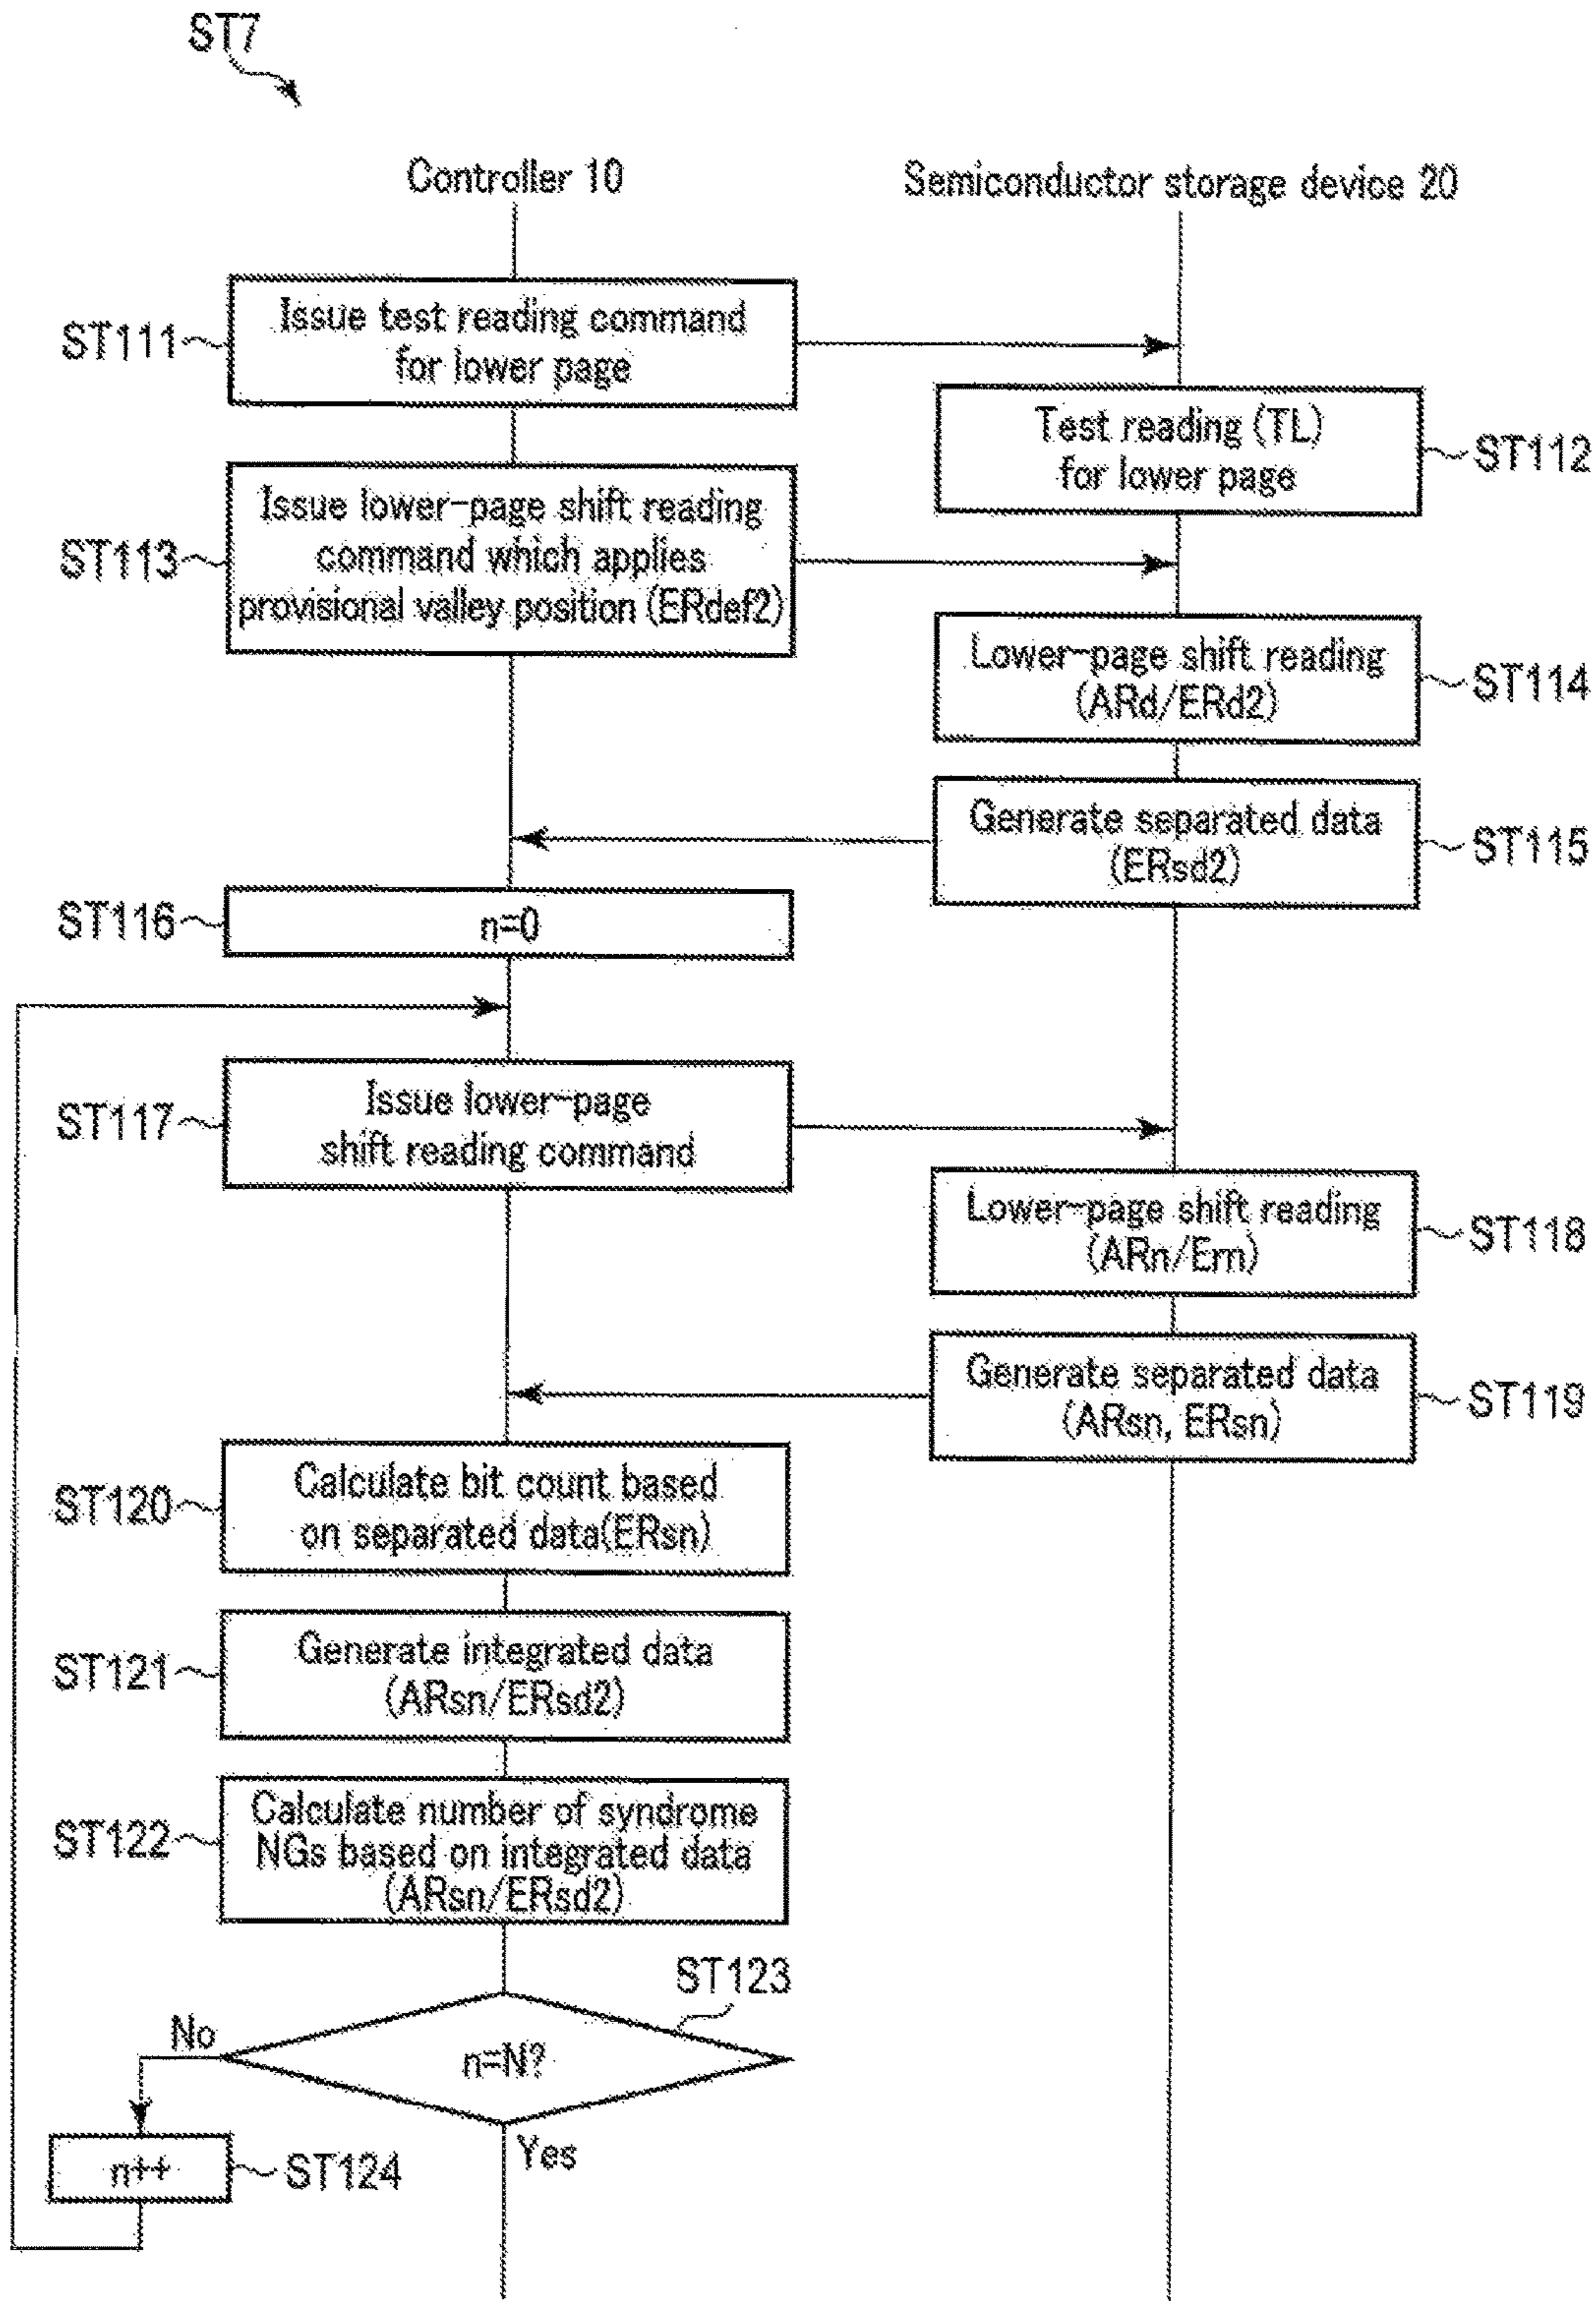 ST7
Controller 10
Semiconductor storage device 20
ST111
Issue test reading command
for lower page
Test reading (TL)
for lower page
ST112
ST113
Issue lower-page shift reading
command which applies
provisional valley position (ERdef2)
Lower-page shift reading
(ARd/ERd2)
ST114
Generate separated data
(ERsd2)
ST115
ST116
n=0
ST117
Issue lower-page
shift reading command
Lower-page shift reading
(ARn/Ern)
ST118
Generate separated data
(ARsn, ERsn)
ST119
ST120
Calculate bit count based
on separated data(ERsn)
ST121
Generate integrated data
(ARsn/ERsd2)
ST122
Calculate number of syndrome
NGs based on integrated data
(ARsn/ERsd2)
ST123
No
n=N?
Yes
n++
ST124